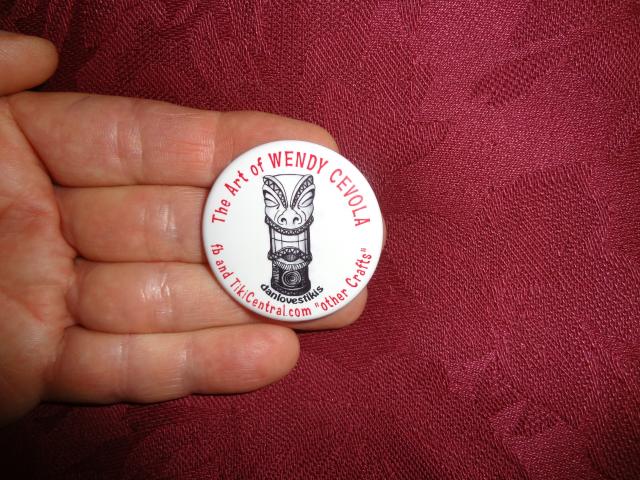 The Art of WENDY CEVOLA
danlovestikis
fb and TikiCentral.com "other Crafts"